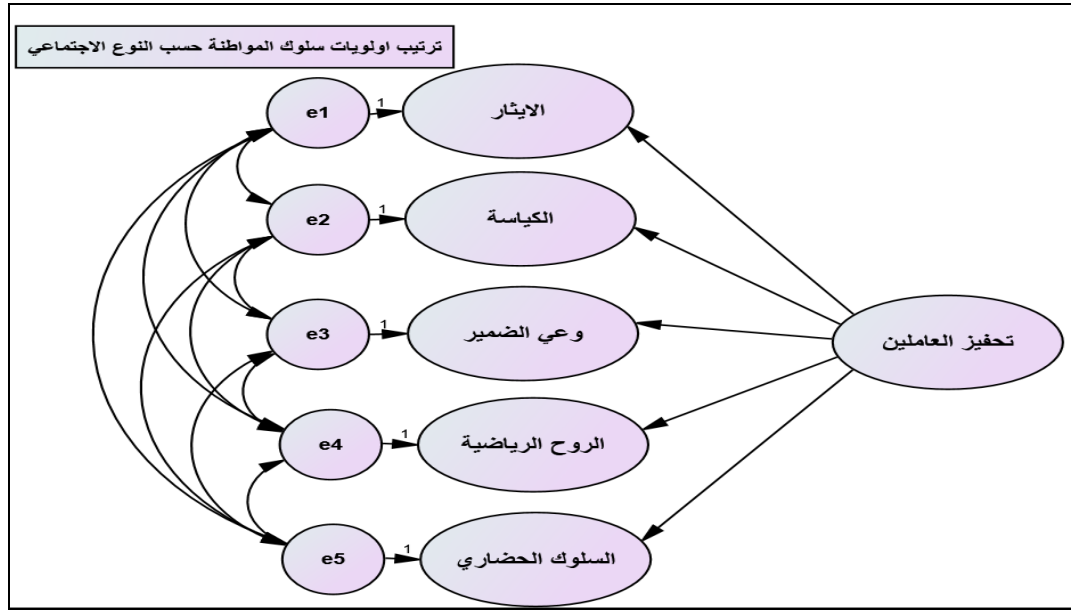 ترتيب اولويات سلوك المواطنة حسب النوع الاجتماعي
e1
1
الايثار
e2
1
الكياسة
e3
1
وعي الضمير
تحفيز العاملين
e4
1
الروح الرياضية
e5
1
السلوك الحضاري